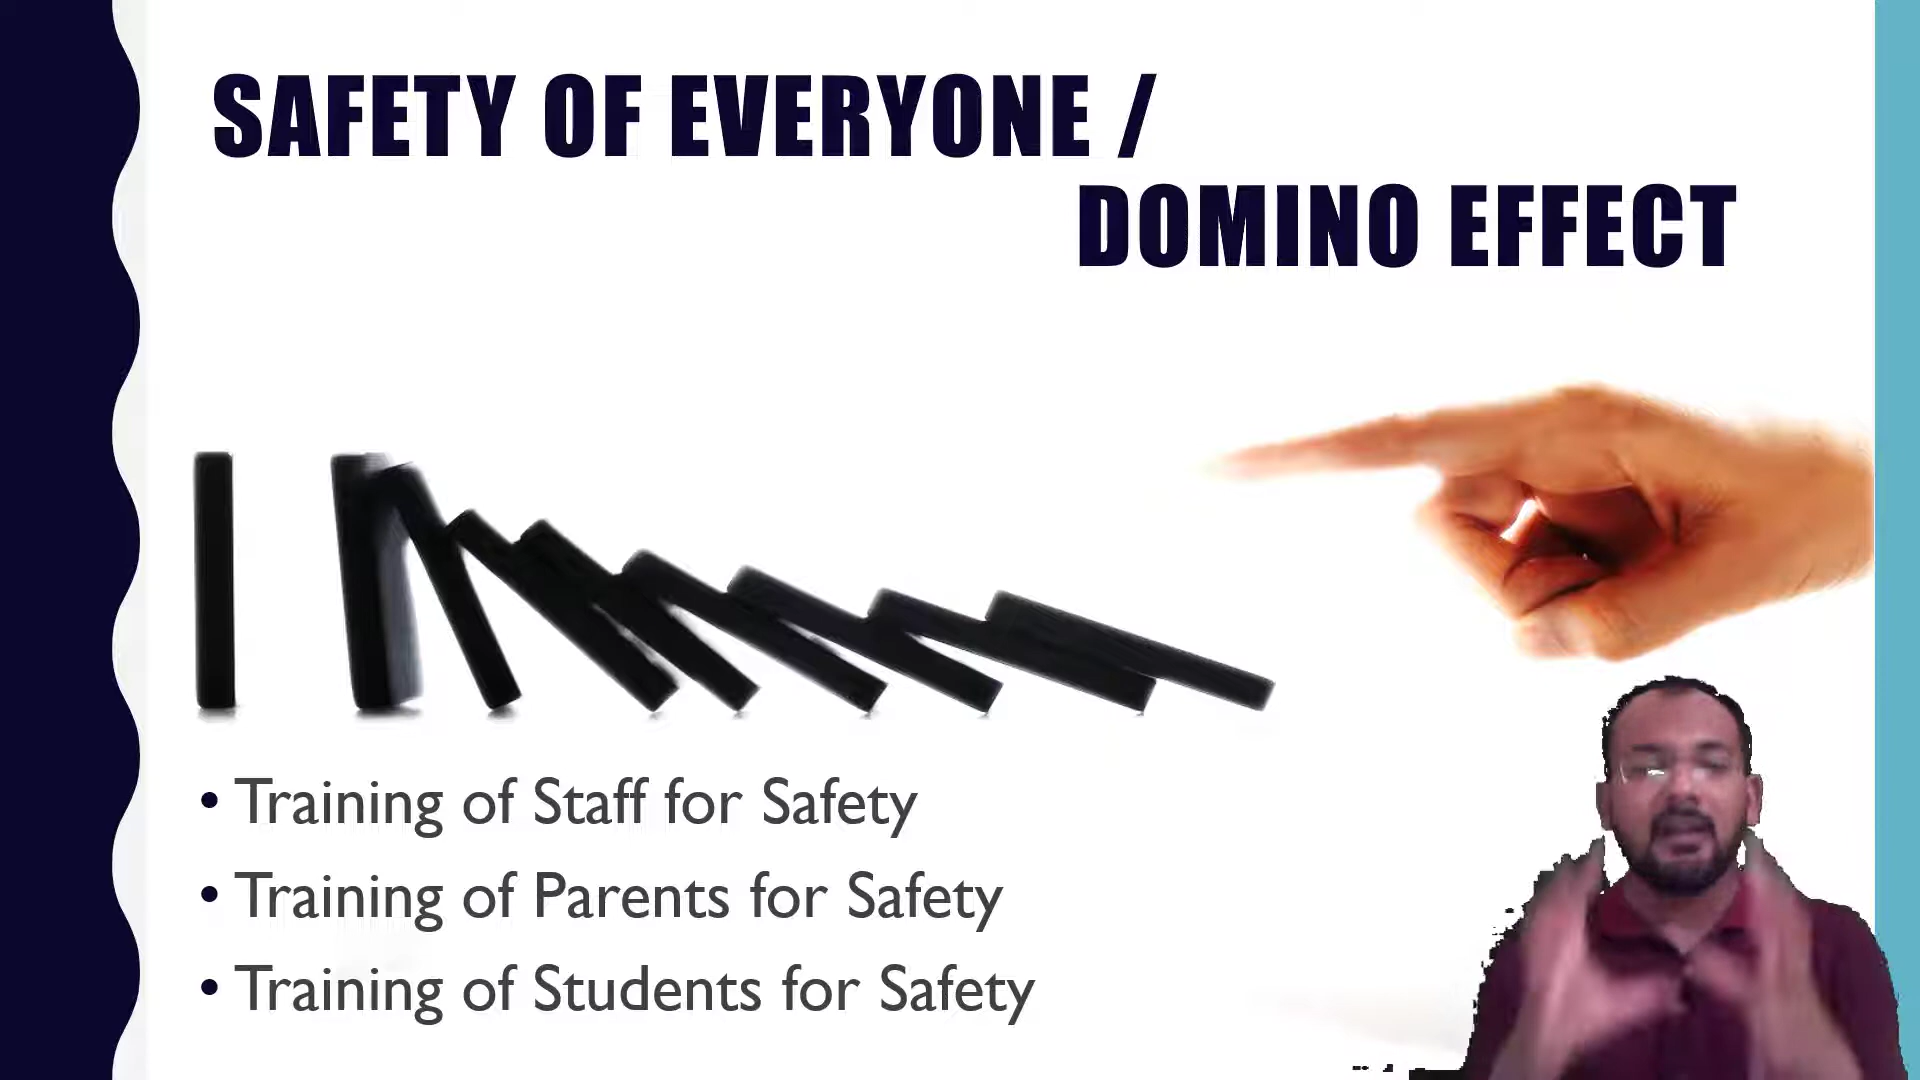 SAFETY OF EVERYONE /
DOMINO EFFECT
• Training of Staff for Safety
• Training of Parents for Safety
• Training of Students for Safety